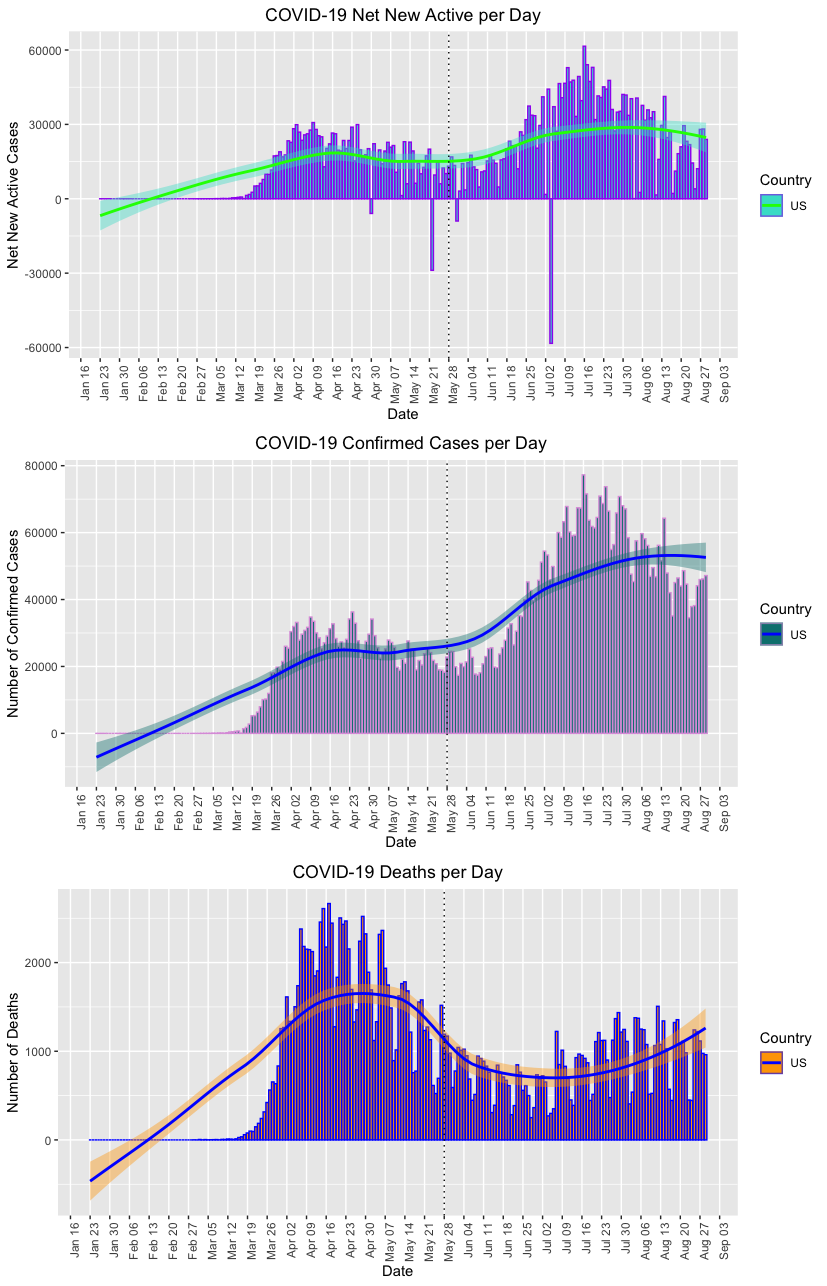 COVID-19 Net New Active per Day
60000
30000
0
-30000
-60000
Net New Active Cases
Jan 16
Jan 23
Jan 30
Feb 06
Feb 13
Feb 20
Feb 27
Mar 05
Mar 12
Mar 19
Mar 26
Apr 02
Apr 09
Apr 16
Apr 23
Apr 30
May 07
May 14
May 21
May 28
Jun 04
Jun 11
Jun 18
Jun 25
Jul 02
Jul 09
Jul 16
Jul 23
Jul 30
Aug 06
Aug 13
Aug 20
Aug 27
Sep 03
Date
Country
US
COVID-19 Confirmed Cases per Day
80000
60000
40000
20000
0
Number of Confirmed Cases
Jan 16
Jan 23
Jan 30
Feb 06
Feb 13
Feb 20
Feb 27
Mar 05
Mar 12
Mar 19
Mar 26
Apr 02
Apr 09
Apr 16
Apr 23
Apr 30
May 07
May 14
May 21
May 28
Jun 04
Jun 11
Jun 18
Jun 25
Jul 02
Jul 09
Jul 16
Jul 23
Jul 30
Aug 06
Aug 13
Aug 20
Aug 27
Sep 03
Date
Country
US
COVID-19 Deaths per Day
2000
1000
0
Number of Deaths
Jan 16
Jan 23
Jan 30
Feb 06
Feb 13
Feb 20
Feb 27
Mar 05
Mar 12
Mar 19
Mar 26
Apr 02
Apr 09
Apr 16
Apr 23
Apr 30
May 07
May 14
May 21
May 28
Jun 04
Jun 11
Jun 18
Jun 25
Jul 02
Jul 09
Jul 16
Jul 23
Jul 30
Aug 06
Aug 13
Aug 20
Aug 27
Sep 03
Date
Country
US